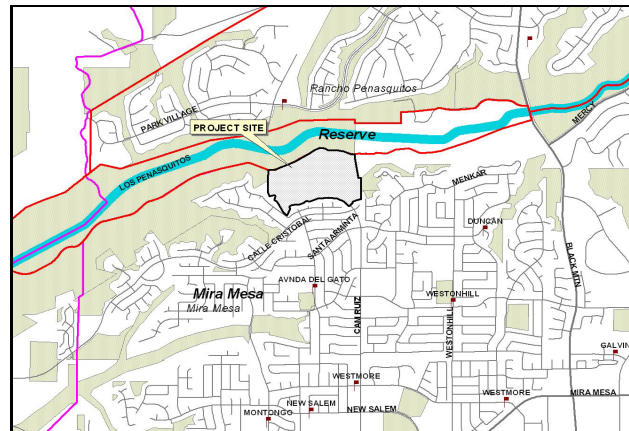 Rancho Penasquitos
PARK VILLAGE
PROJECT SITE
Reserve
MERCY
LOS PENASQUITOS
MENKAR
DUNCAN
CALLE CRISTOBAL
SANTA ARMINTA
BLACK MTN
AVNDA DEL GATO
Mira Mesa
Mira Mesa
WESTONHILL
CAM RUIZ
WESTONHILL
GALVIN
WESTMORE
WESTMORE
MIRA MESA
NEW SALEM
NEW SALEM
MONTONGO